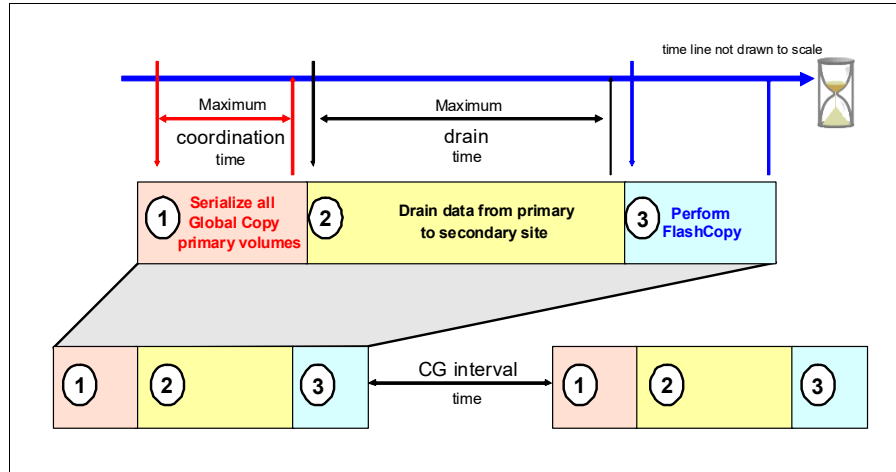 time line not drawn to scale
Maximum
coordination
time
Maximum
drain
time
1
Serialize all
Global Copy
primary volumes
2
Drain data from primary
to secondary site
3
Perform
FlashCopy
1
2
3
CG interval
time
1
2
3